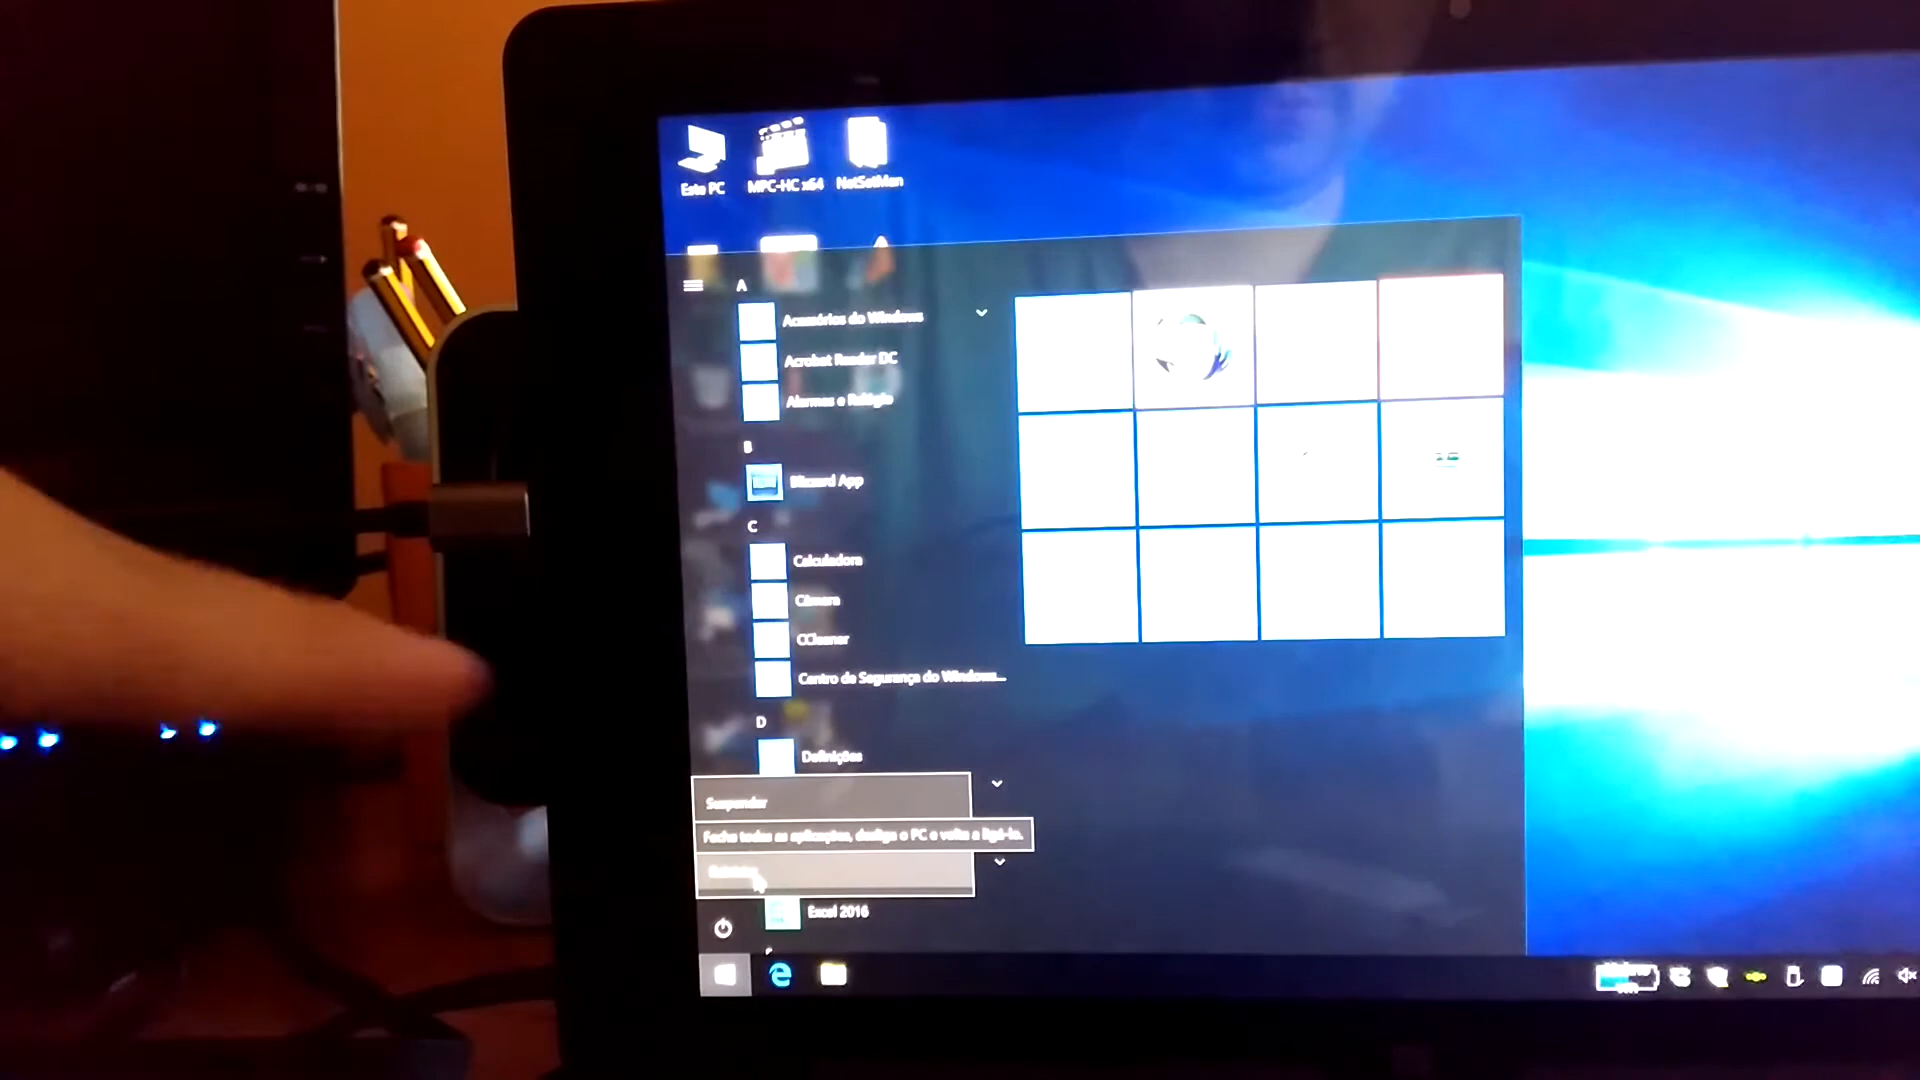 Este PC
MPC-HC x64
NetSetMan
A
Acessórios do Windows
Acrobat Reader DC
Alarmes e Relógio
B
Blizzard App
C
Calculadora
Câmara
CCleaner
Centro de Segurança do Windows...
D
Definições
Suspender
Fecha todas as aplicações, desliga o PC e volta a ligá-lo.
Reiniciar
Excel 2016